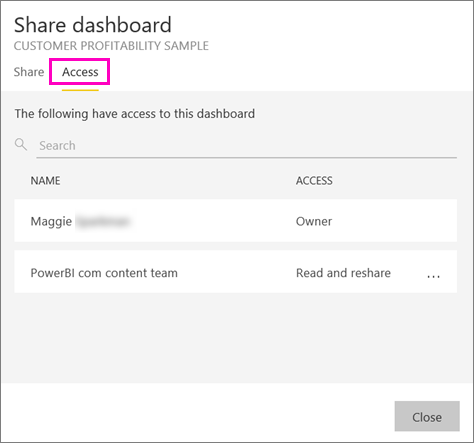 Share dashboard
CUSTOMER PROFITABILITY SAMPLE
Share Access
The following have access to this dashboard
Search
NAME ACCESS
Maggie Owner
PowerBI com content team Read and reshare ...
Close